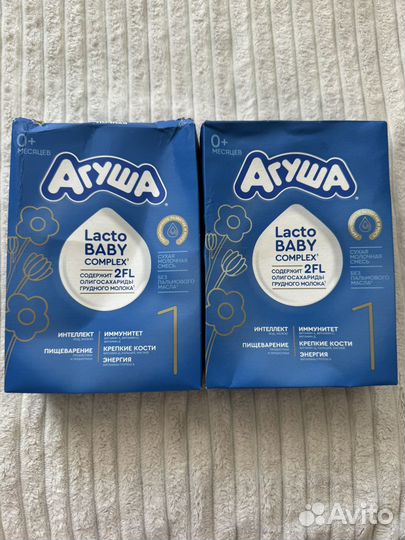 0+
МЕСЯЦЕВ
АГУША
Lacto
BABY
COMPLEX
СОДЕРЖИТ 2FL
ОЛИГОСАХАРИДЫ
ГРУДНОГО МОЛОКА
СУХАЯ
МОЛОЧНАЯ
СМЕСЬ
БЕЗ
ПАЛЬМОВОГО
МАСЛА
ИНТЕЛЛЕКТ
ИММУНИТЕТ
ПИЩЕВАРЕНИЕ
КРЕПКИЕ КОСТИ
ЭНЕРГИЯ
1
0+
МЕСЯЦЕВ
АГУША
Lacto
BABY
COMPLEX
СОДЕРЖИТ 2FL
ОЛИГОСАХАРИДЫ
ГРУДНОГО МОЛОКА
СУХАЯ
МОЛОЧНАЯ
СМЕСЬ
БЕЗ
ПАЛЬМОВОГО
МАСЛА
ИНТЕЛЛЕКТ
ИММУНИТЕТ
ПИЩЕВАРЕНИЕ
КРЕПКИЕ КОСТИ
ЭНЕРГИЯ
1
Avito